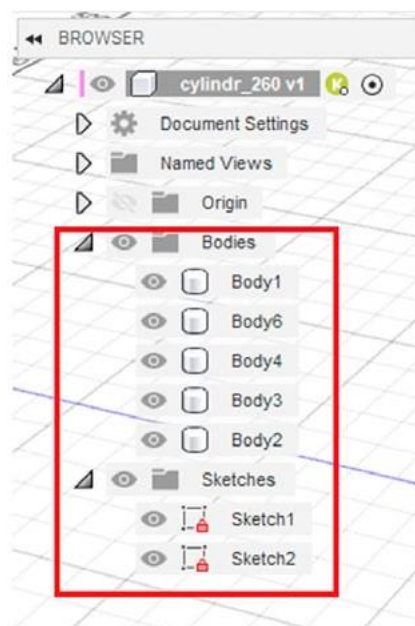 BROWSER
cylindr_260 v1
Document Settings
Named Views
Origin
Bodies
Body1
Body6
Body4
Body3
Body2
Sketches
Sketch1
Sketch2